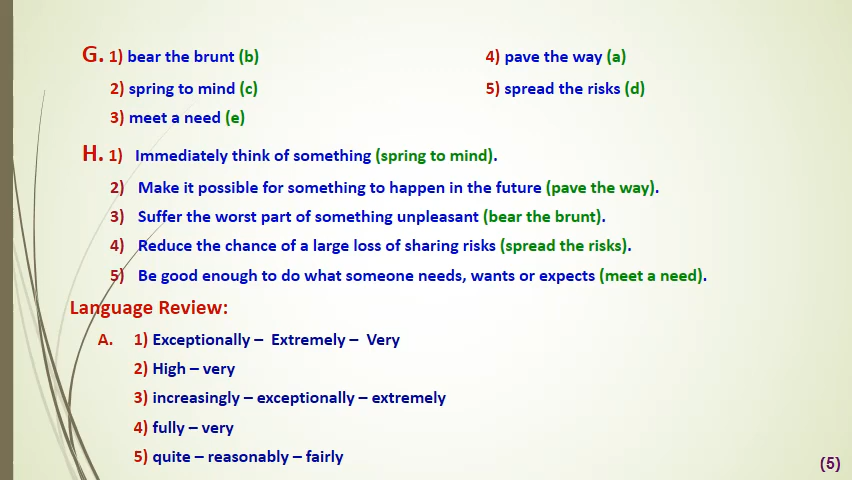 G. 1) bear the brunt (b)
4) pave the way (a)
2) spring to mind (c)
5) spread the risks (d)
3) meet a need (e)
H. 1) Immediately think of something (spring to mind).
2) Make it possible for something to happen in the future (pave the way).
3) Suffer the worst part of something unpleasant (bear the brunt).
4) Reduce the chance of a large loss of sharing risks (spread the risks).
5) Be good enough to do what someone needs, wants or expects (meet a need).
Language Review:
A. 1) Exceptionally – Extremely – Very
2) High – very
3) increasingly – exceptionally – extremely
4) fully – very
5) quite – reasonably – fairly
(5)